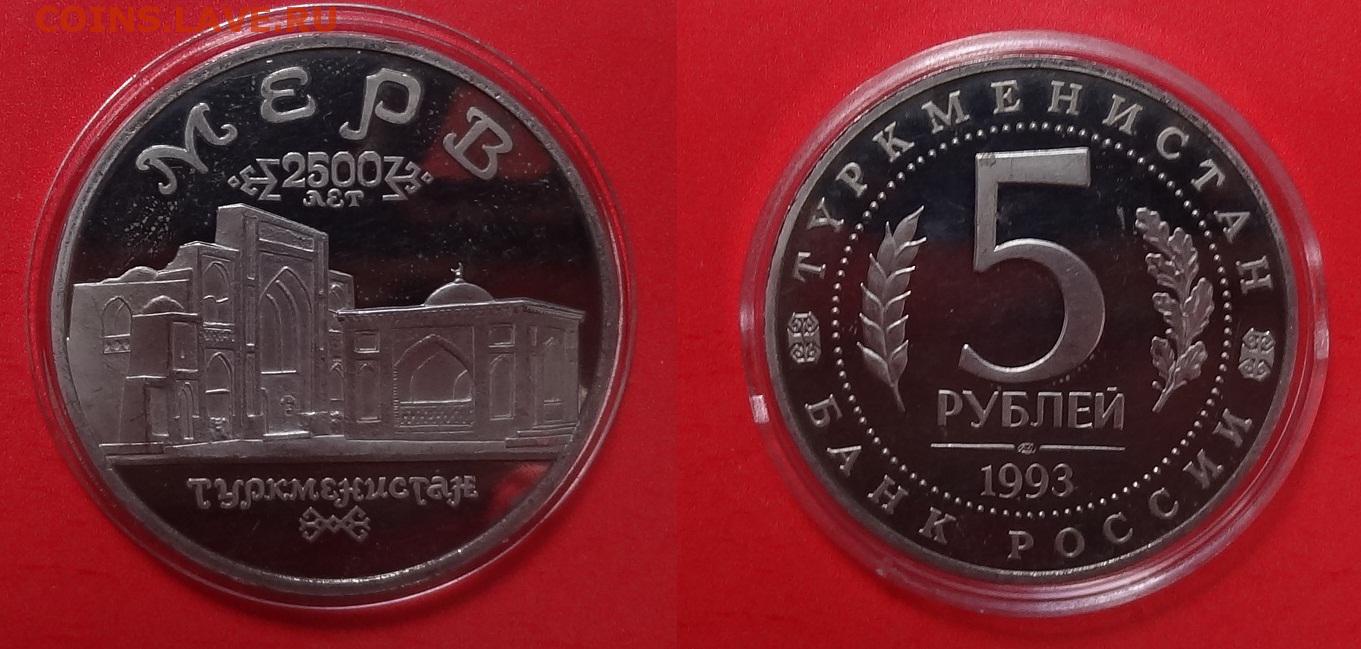 COINS.LAVE.RU
МЕРВ
2500
ЛЕТ
ТУРКМЕНИСТАН
ТУРКМЕНИСТАН
5
РУБЛЕЙ
1993
БАНК РОССИИ